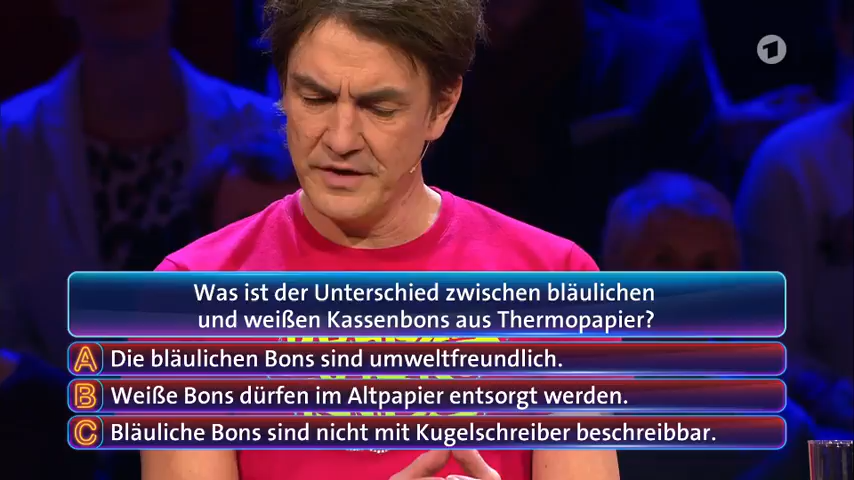 1
Was ist der Unterschied zwischen bläulichen
und weißen Kassenbons aus Thermopapier?
A Die bläulichen Bons sind umweltfreundlich.
B Weiße Bons dürfen im Altpapier entsorgt werden.
C Bläuliche Bons sind nicht mit Kugelschreiber beschreibbar.